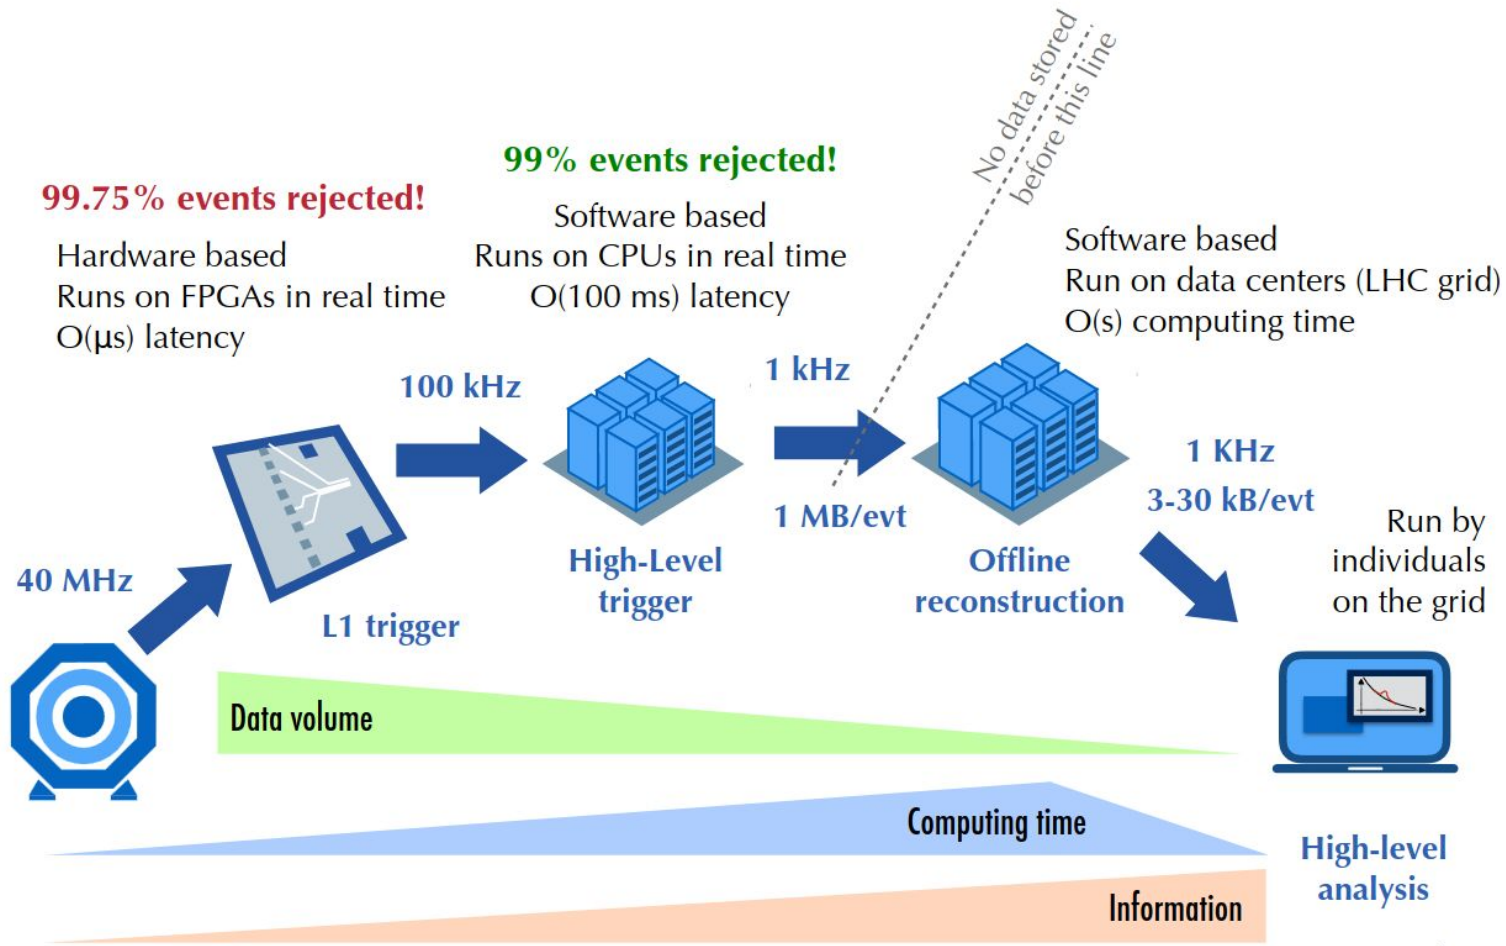 No data stored
before this line
99.75% events rejected!
Hardware based
Runs on FPGAs in real time
O(μs) latency
99% events rejected!
Software based
Runs on CPUs in real time
O(100 ms) latency
Software based
Run on data centers (LHC grid)
O(s) computing time
40 MHz
L1 trigger
100 kHz
High-Level
trigger
1 kHz
1 MB/evt
Offline
reconstruction
1 KHz
3-30 kB/evt
Run by
individuals
on the grid
Data volume
Computing time
Information
High-level
analysis